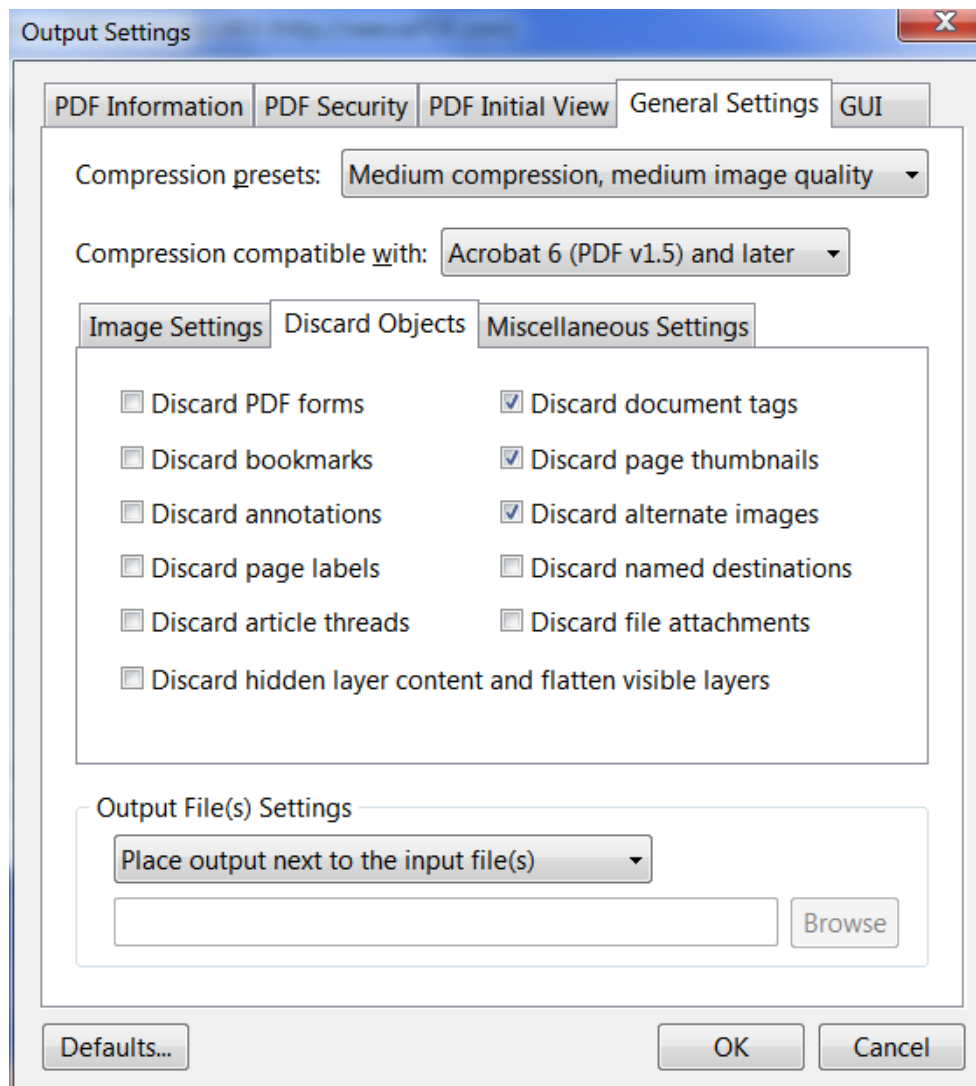 Output Settings
PDF Information PDF Security PDF Initial View General Settings GUI
Compression presets: Medium compression, medium image quality
Compression compatible with: Acrobat 6 (PDF v1.5) and later
Image Settings Discard Objects Miscellaneous Settings
Discard PDF forms Discard document tags
Discard bookmarks Discard page thumbnails
Discard annotations Discard alternate images
Discard page labels Discard named destinations
Discard article threads Discard file attachments
Discard hidden layer content and flatten visible layers
Output File(s) Settings
Place output next to the input file(s)
Browse
Defaults... OK Cancel